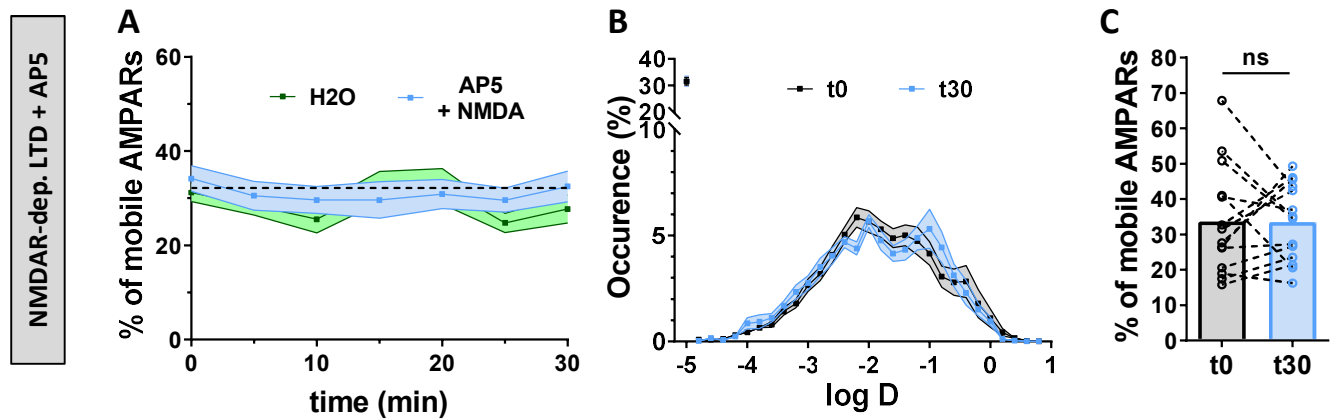 NMDAR-dep. LTD + AP5
A
% of mobile AMPARs
60
40
20
0
H2O
AP5
+ NMDA
0
10
20
30
time (min)
B
Occurence (%)
40
30
20
10
5
0
t0
t30
-5
-4
-3
-2
-1
0
1
log D
C
% of mobile AMPARs
80
70
60
50
40
30
20
10
0
ns
t0
t30